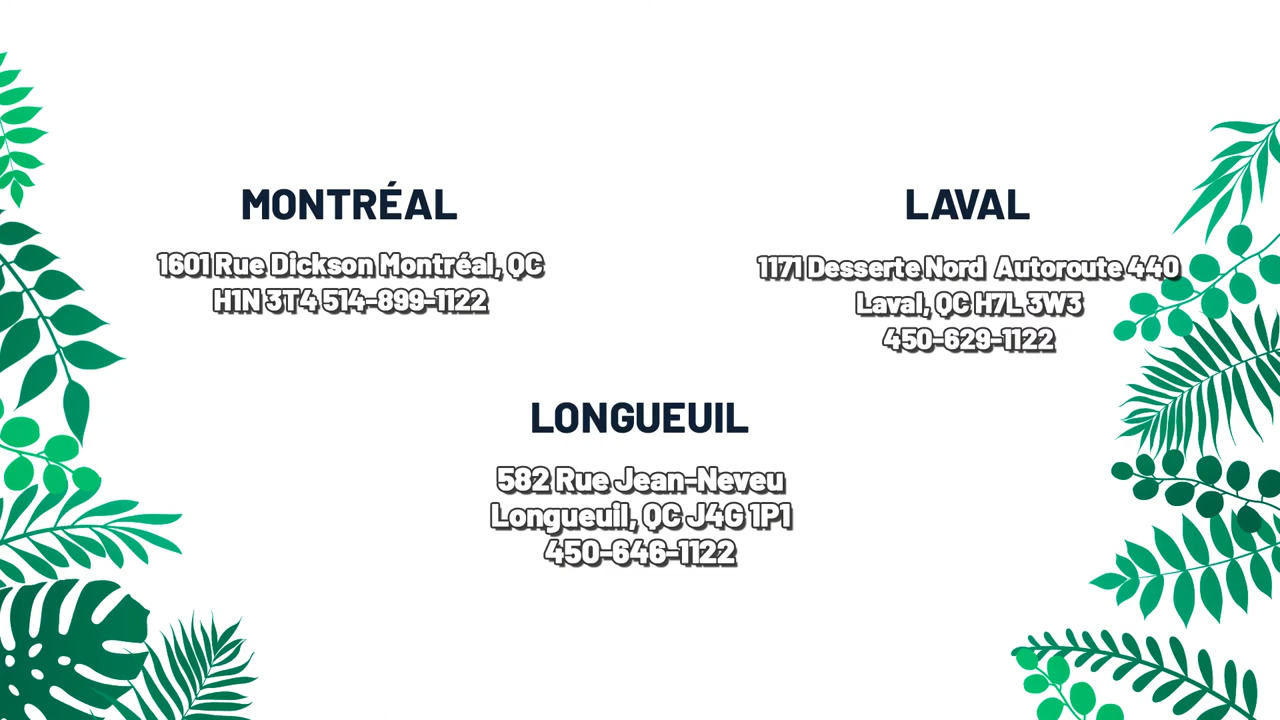 MONTRÉAL
1601 Rue Dickson Montréal, QC
H1N 3T4 514-899-1122
LAVAL
1171 Desserte Nord Autoroute 440
Laval, QC H7L 3W3
450-629-1122
LONGUEUIL
582 Rue Jean-Neveu
Longueuil, QC J4G 1P1
450-646-1122